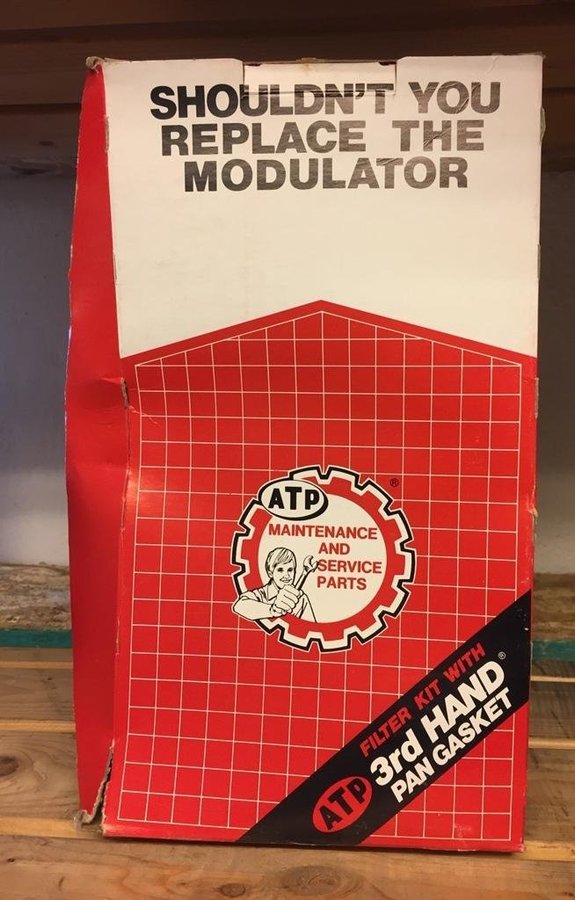 SHOULDN'T YOU
REPLACE THE
MODULATOR
ATP
®
MAINTENANCE
AND
SERVICE
PARTS
FILTER KIT WITH
3rd HAND®
PAN GASKET
ATP